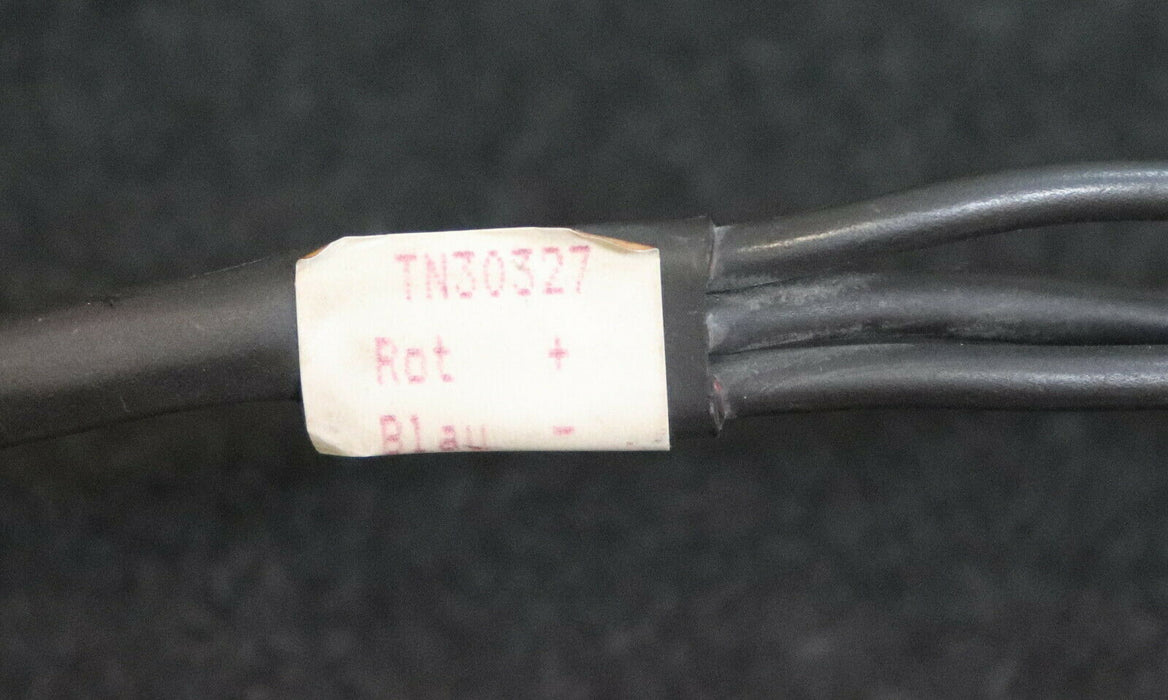 TN30327
Rot +
Blau -